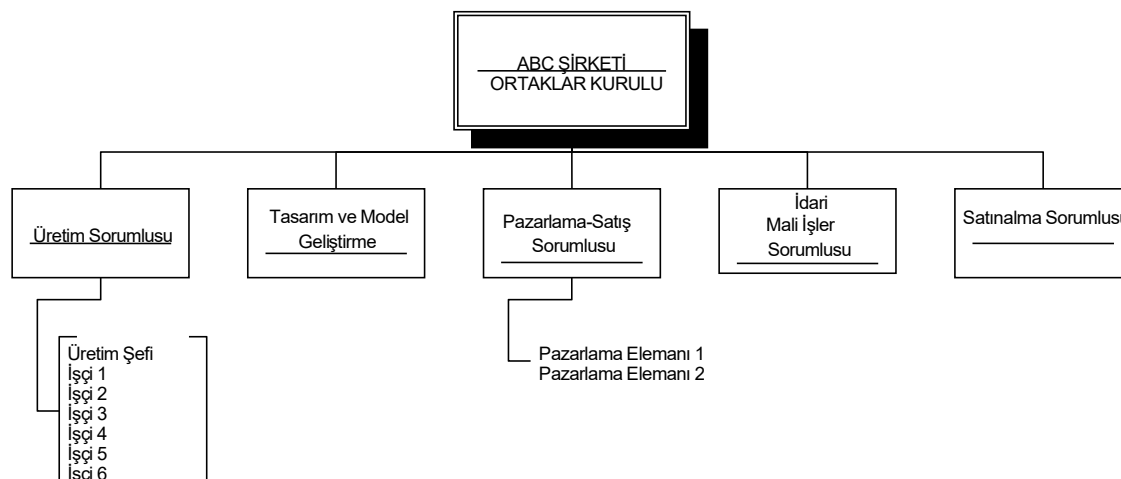 ABC ŞİRKETİ
ORTAKLAR KURULU
Üretim Sorumlusu
Tasarım ve Model
Geliştirme
Pazarlama-Satış
Sorumlusu
İdari
Mali İşler
Sorumlusu
Satınalma Sorumlusu
Üretim Şefi
İşçi 1
İşçi 2
İşçi 3
İşçi 4
İşçi 5
İşçi 6
Pazarlama Elemanı 1
Pazarlama Elemanı 2